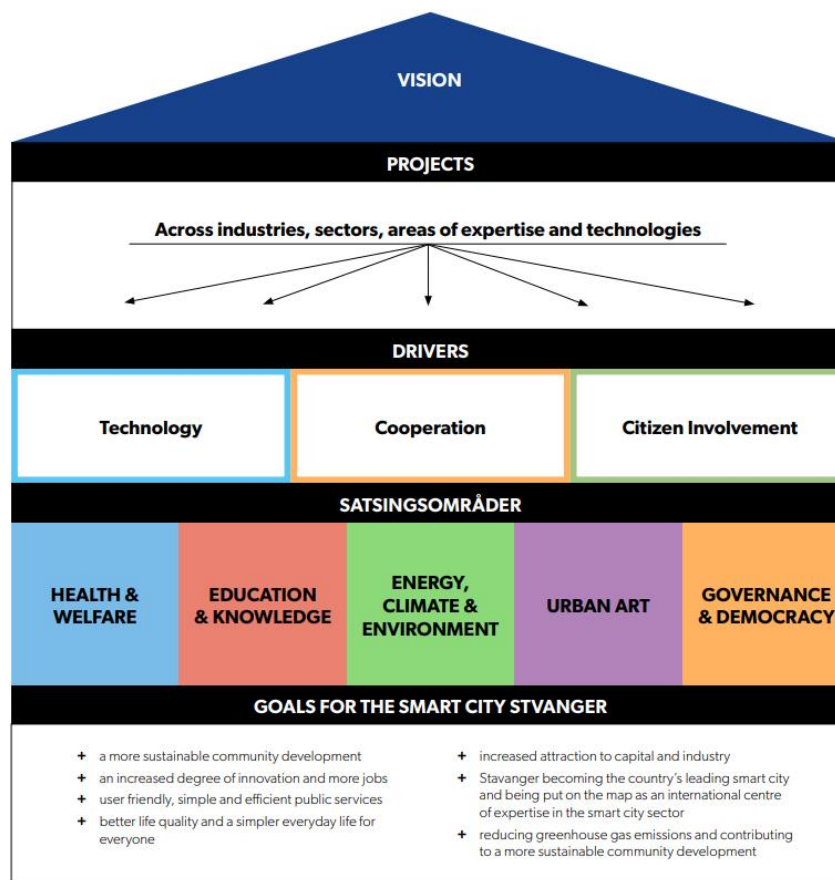 VISION
PROJECTS
Across industries, sectors, areas of expertise and technologies
DRIVERS
Technology
Cooperation
Citizen Involvement
SATSINGSOMRÅDER
HEALTH &
WELFARE
EDUCATION
& KNOWLEDGE
ENERGY,
CLIMATE &
ENVIRONMENT
URBAN ART
GOVERNANCE
& DEMOCRACY
GOALS FOR THE SMART CITY STVANGER
+ a more sustainable community development
+ an increased degree of innovation and more jobs
+ user friendly, simple and efficient public services
+ better life quality and a simpler everyday life for
everyone
+ increased attraction to capital and industry
+ Stavanger becoming the country's leading smart city
and being put on the map as an international centre
of expertise in the smart city sector
+ reducing greenhouse gas emissions and contributing
to a more sustainable community development